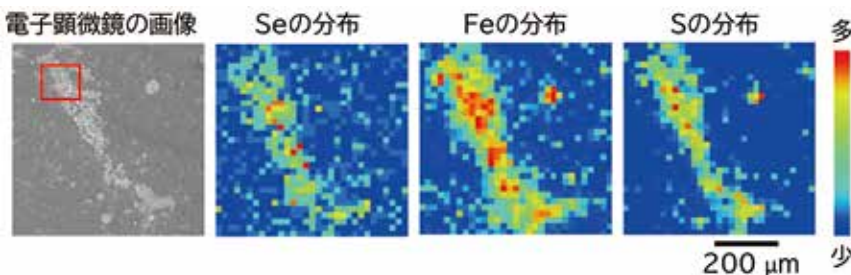 電子顕微鏡の画像
Seの分布
Feの分布
Sの分布
多
少
200 μm